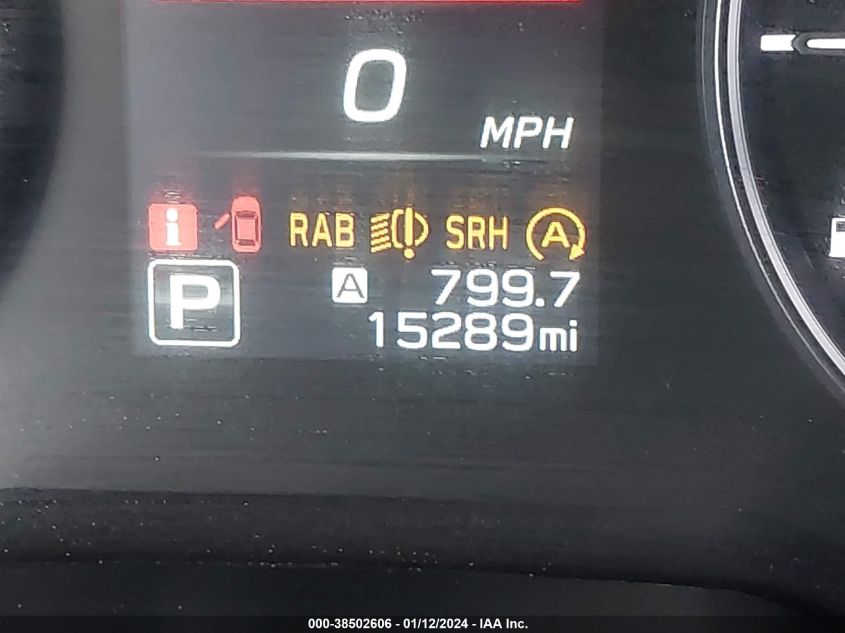 0
MPH
i RAB SRH A
P A 799.7
15289mi
000-38502606 - 01/12/2024 - IAA Inc.